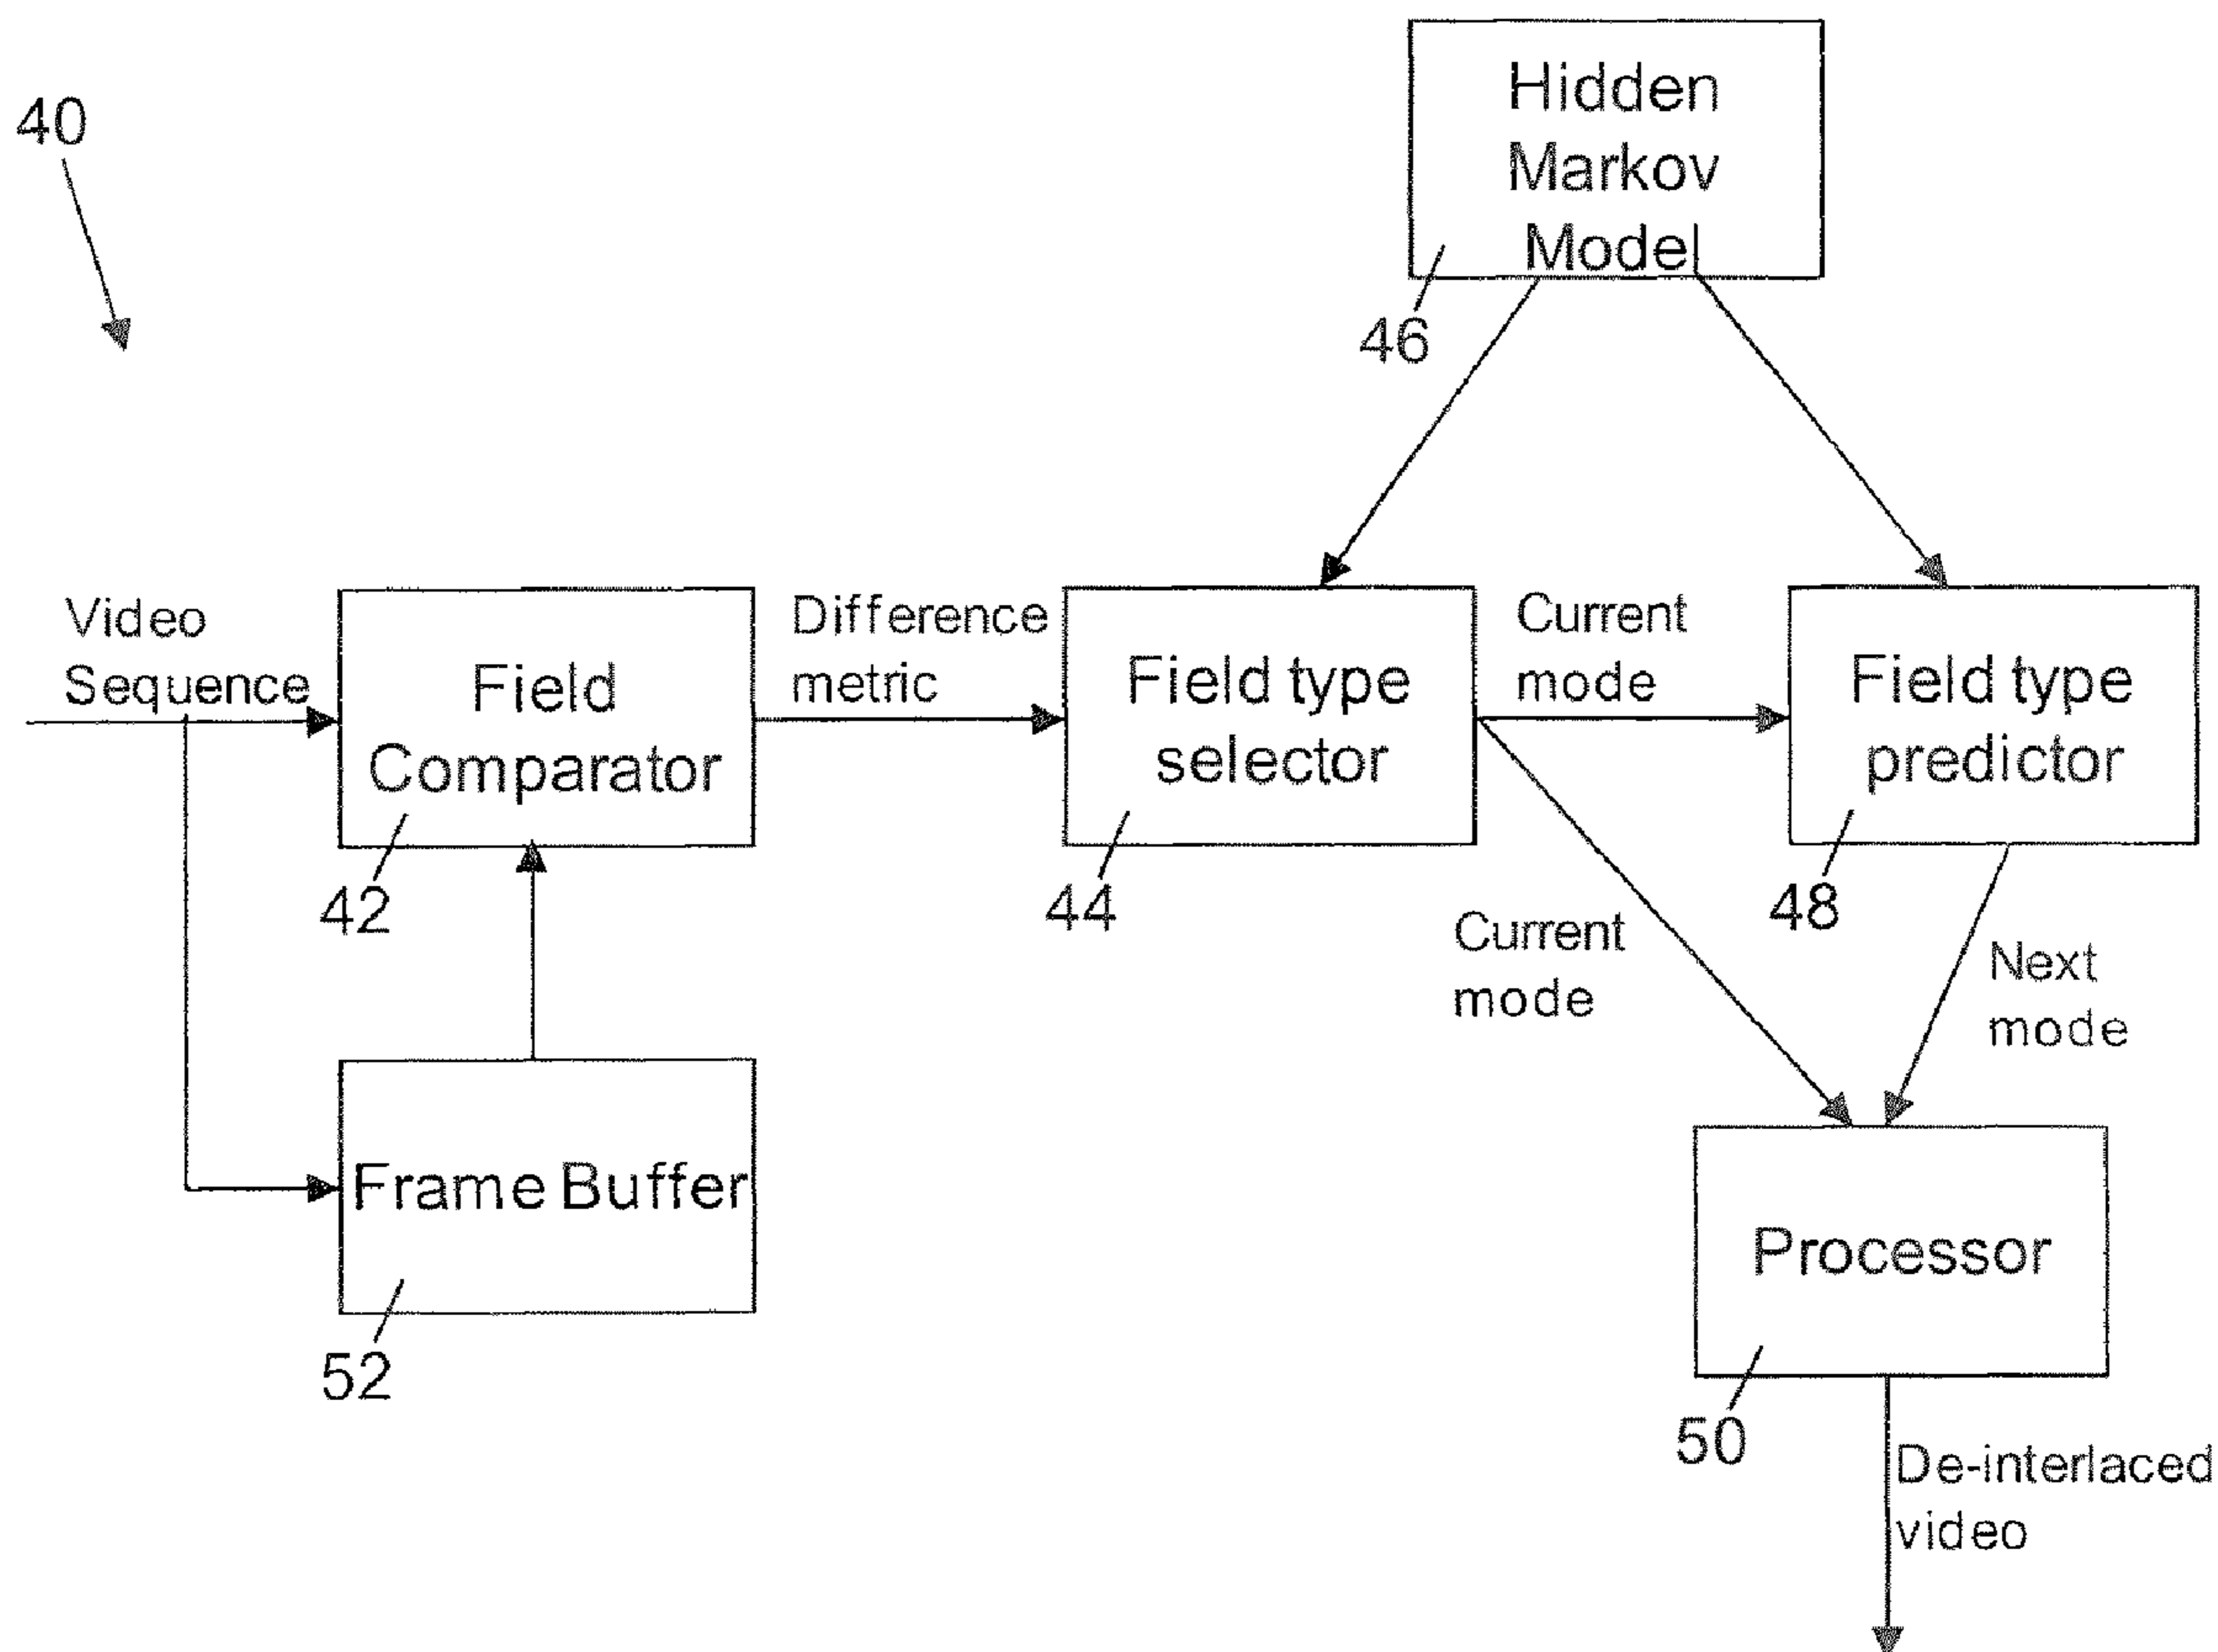 40
Hidden
Markov
Model
46
Video
Sequence
Field
Comparator
42
Difference
metric
Field type
selector
44
Current
mode
Field type
predictor
48
Current
mode
Next
mode
Frame Buffer
52
Processor
50
De-interlaced
video